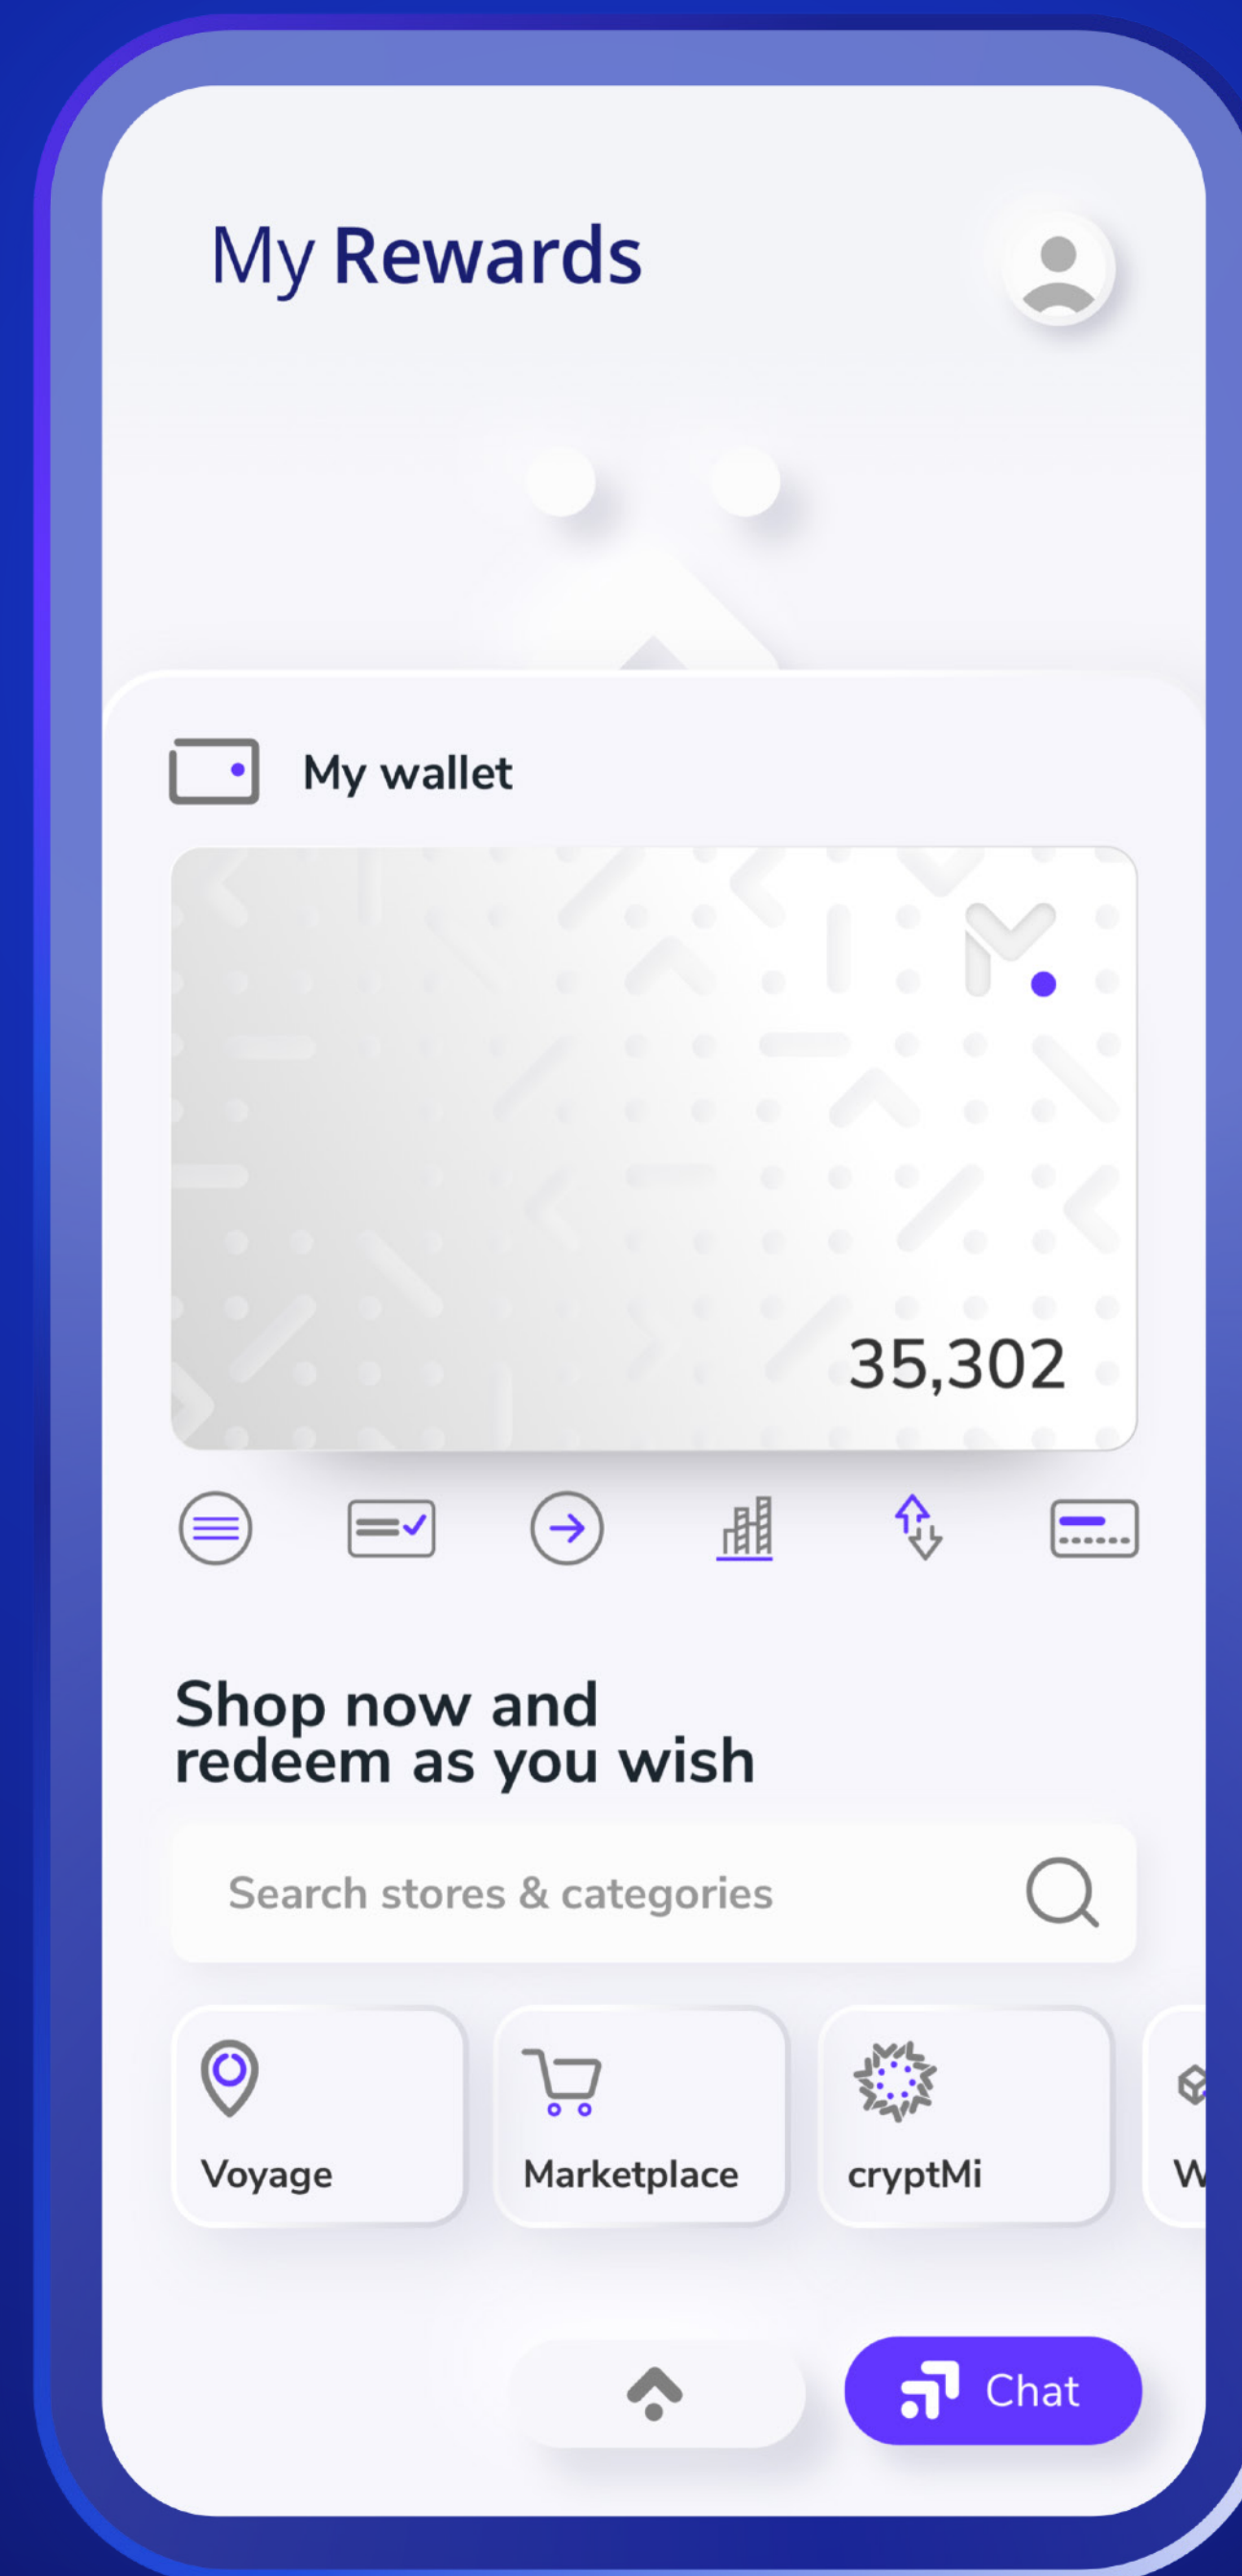 My Rewards
My wallet
35,302
Shop now and
redeem as you wish
Search stores & categories
Voyage
Marketplace
cryptMi
W
Chat